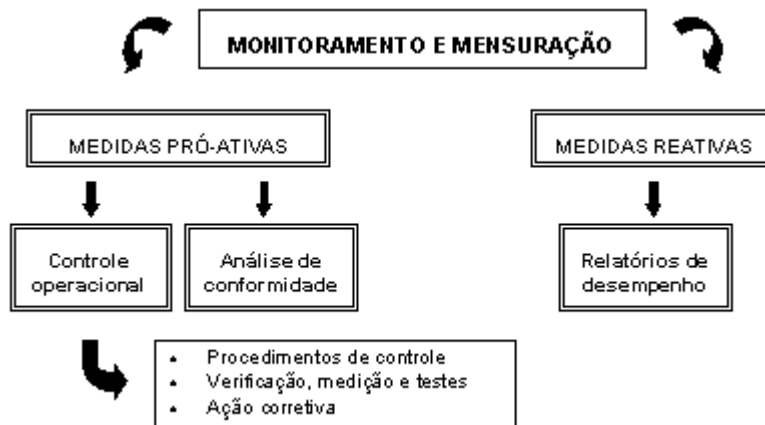 MONITORAMENTO E MENSURAÇÃO
MEDIDAS PRÓ-ATIVAS
MEDIDAS REATIVAS
Controle
operacional
Análise de
conformidade
Relatórios de
desempenho
• Procedimentos de controle
• Verificação, medição e testes
• Ação corretiva